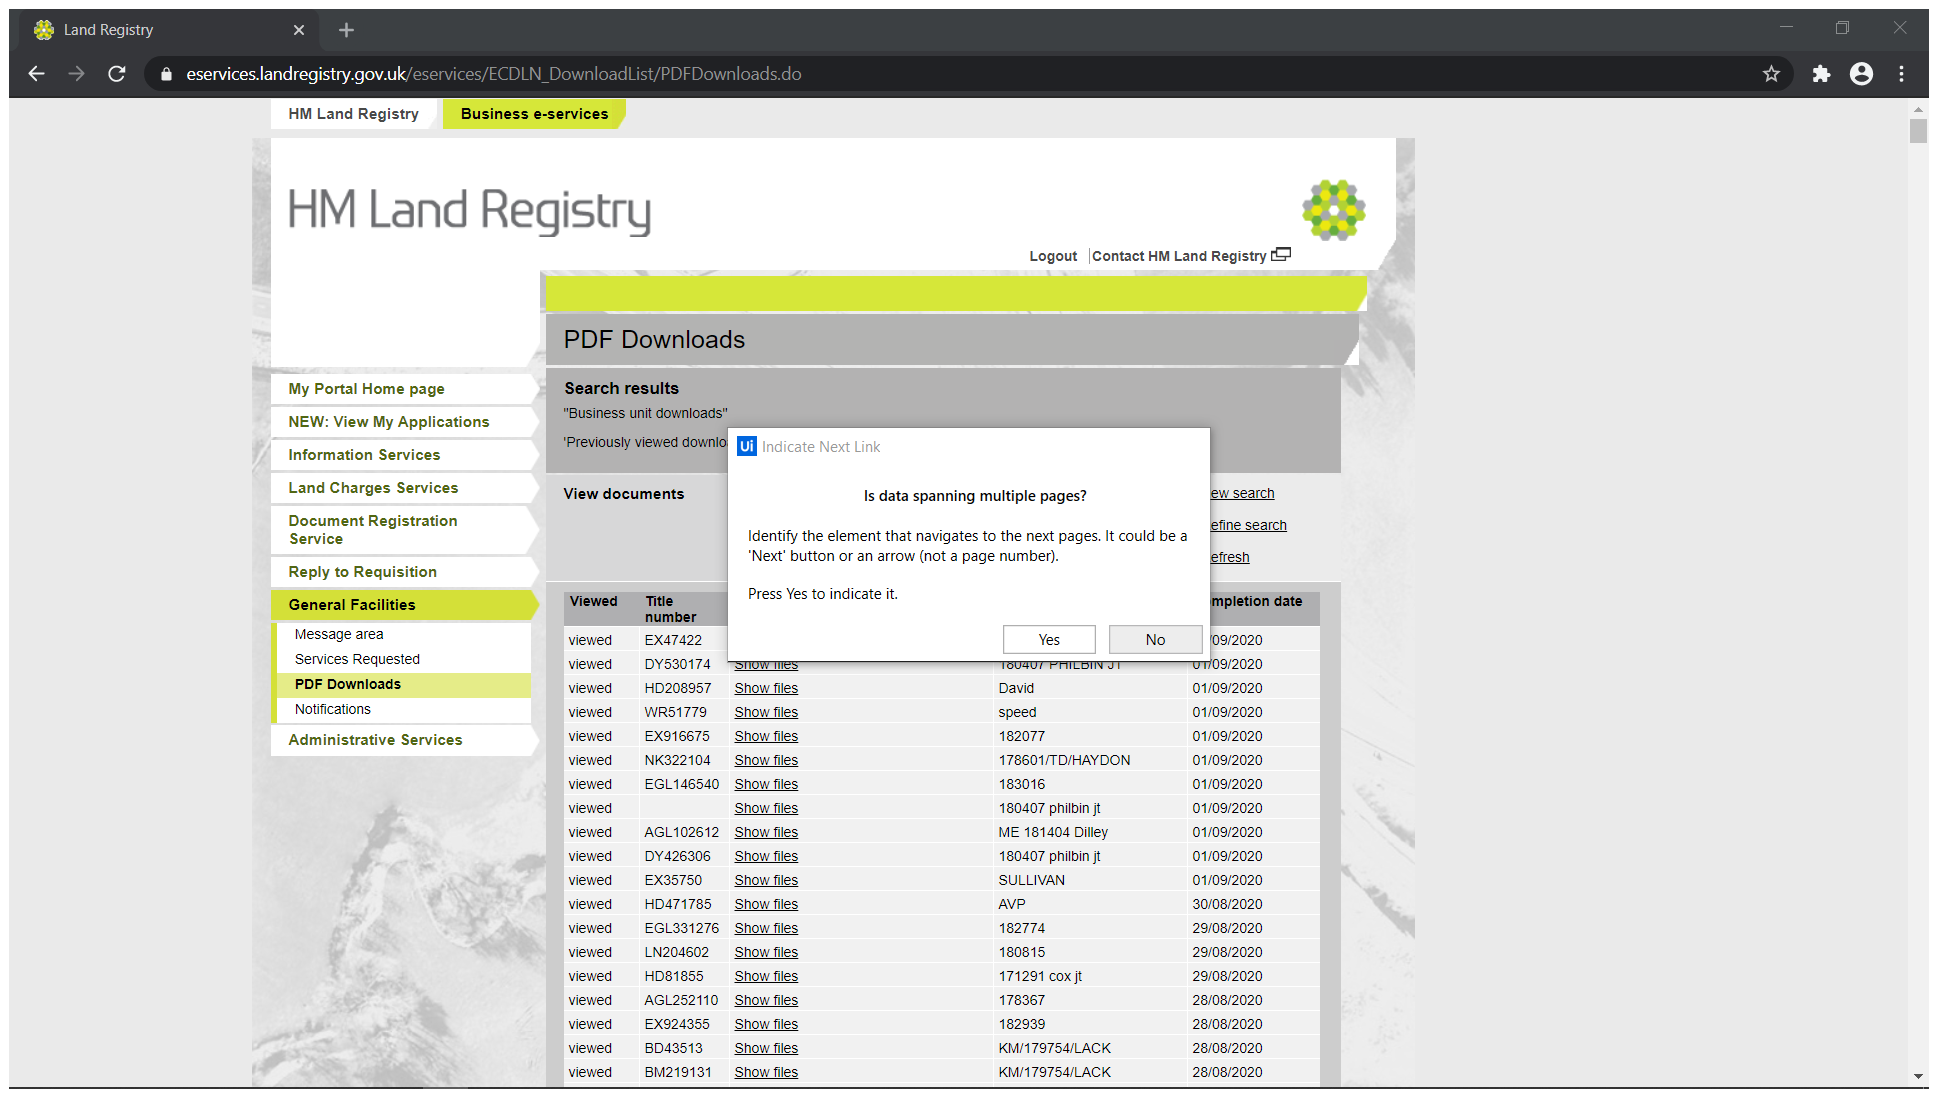 Land Registry
eservices.landregistry.gov.uk/eservices/ECDLN_DownloadList/PDFDownloads.do
HM Land Registry
Business e-services
HM Land Registry
Logout
Contact HM Land Registry
PDF Downloads
Search results
"Business unit downloads"
'Previously viewed downlo
My Portal Home page
NEW: View My Applications
Information Services
Land Charges Services
Document Registration
Service
Reply to Requisition
General Facilities
Message area
Services Requested
PDF Downloads
Notifications
Administrative Services
View documents
ew search
efine search
efresh
Ui Indicate Next Link
Is data spanning multiple pages?
Identify the element that navigates to the next pages. It could be a
'Next' button or an arrow (not a page number).
Press Yes to indicate it.
Yes
No
Viewed Title number mpletion date
viewed EX47422 /09/2020
viewed DY530174 Show files 180407 PHILBIN JT 01/09/2020
viewed HD208957 Show files David 01/09/2020
viewed WR51779 Show files speed 01/09/2020
viewed EX916675 Show files 182077 01/09/2020
viewed NK322104 Show files 178601/TD/HAYDON 01/09/2020
viewed EGL146540 Show files 183016 01/09/2020
viewed Show files 180407 philbin jt 01/09/2020
viewed AGL102612 Show files ME 181404 Dilley 01/09/2020
viewed DY426306 Show files 180407 philbin jt 01/09/2020
viewed EX35750 Show files SULLIVAN 01/09/2020
viewed HD471785 Show files AVP 30/08/2020
viewed EGL331276 Show files 182774 29/08/2020
viewed LN204602 Show files 180815 29/08/2020
viewed HD81855 Show files 171291 cox jt 29/08/2020
viewed AGL252110 Show files 178367 28/08/2020
viewed EX924355 Show files 182939 28/08/2020
viewed BD43513 Show files KM/179754/LACK 28/08/2020
viewed BM219131 Show files KM/179754/LACK 28/08/2020